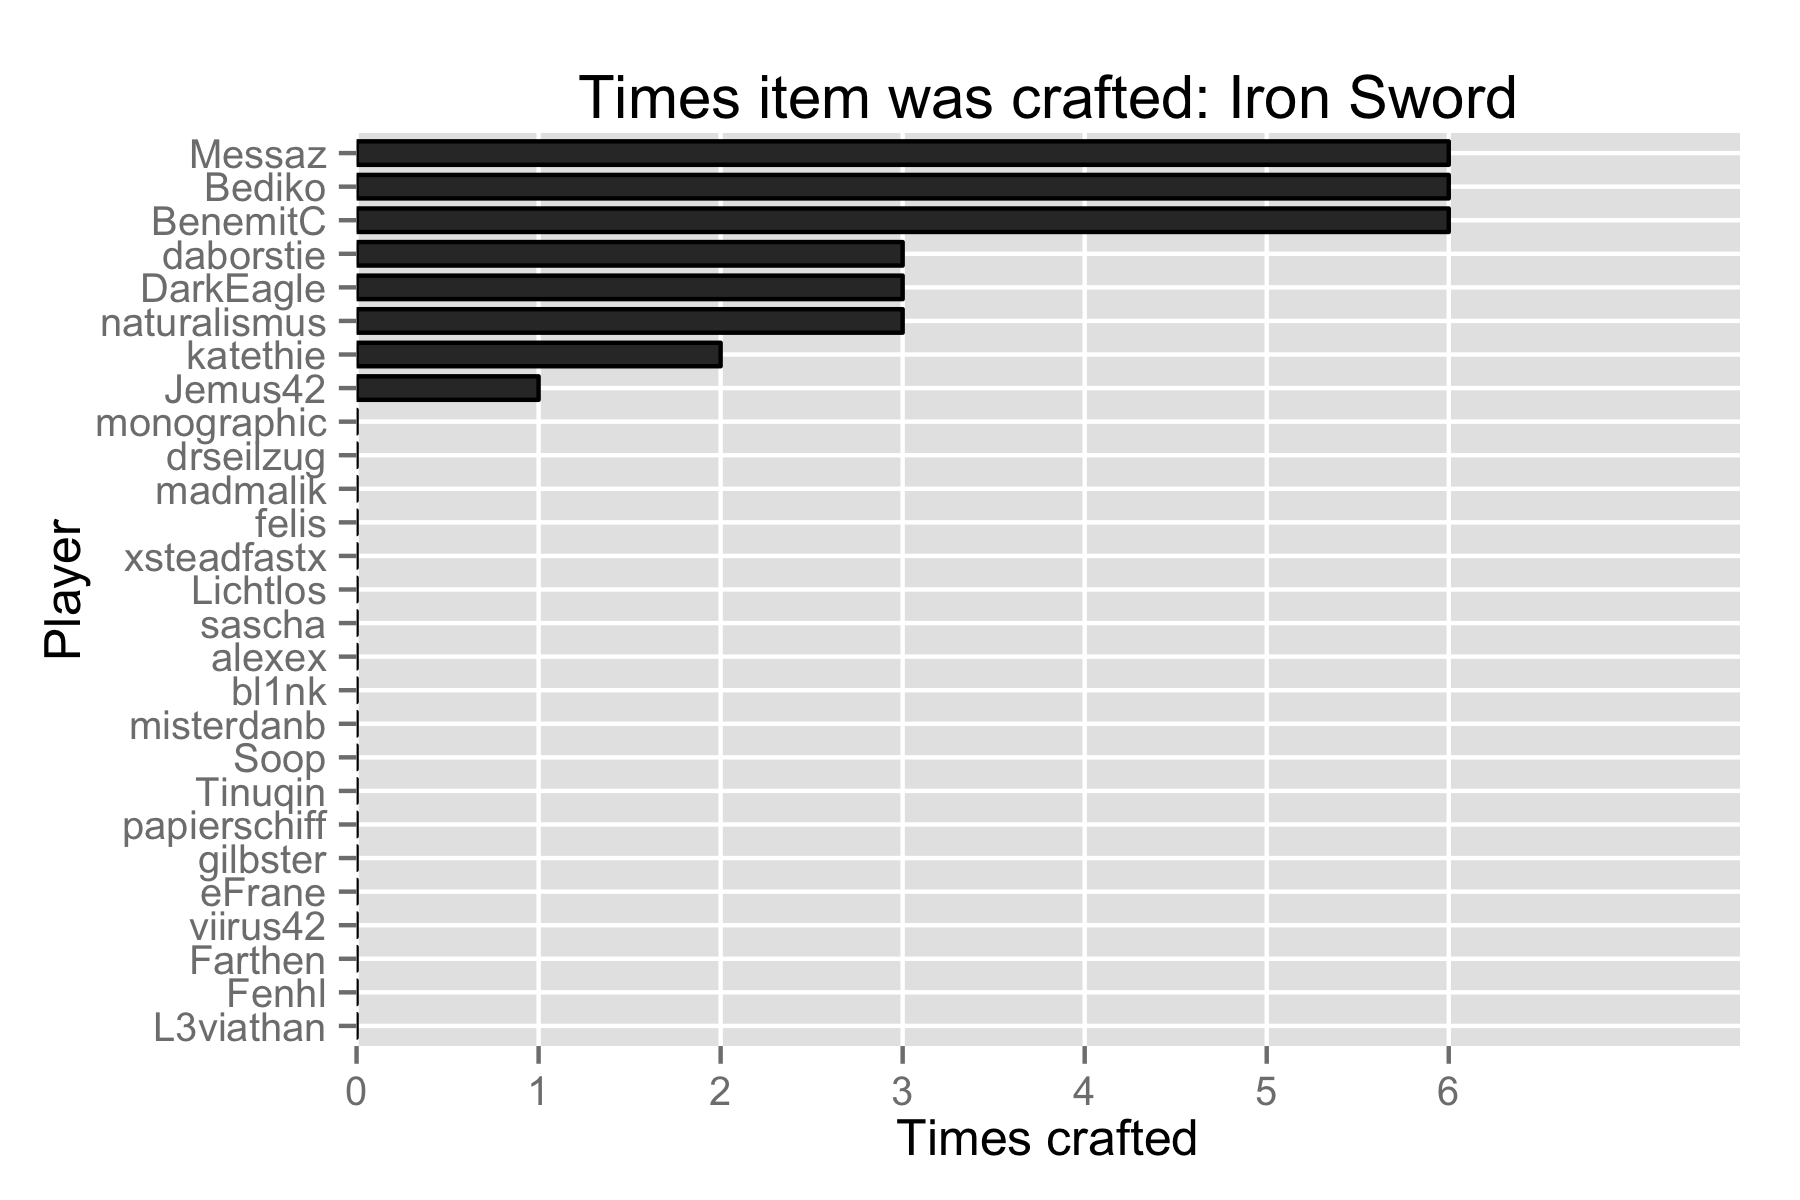 Times item was crafted: Iron Sword
Messaz
Bediko
BenemitC
daborstie
DarkEagle
naturalismus
katethie
Jemus42
monographic
drseilzug
madmalik
felis
xsteadfastx
Lichtlos
sascha
alexex
bl1nk
misterdanb
Soop
Tinuqin
papierschiff
gilbster
eFrane
viirus42
Farthen
Fenhl
L3viathan
Player
0 1 2 3 4 5 6
Times crafted